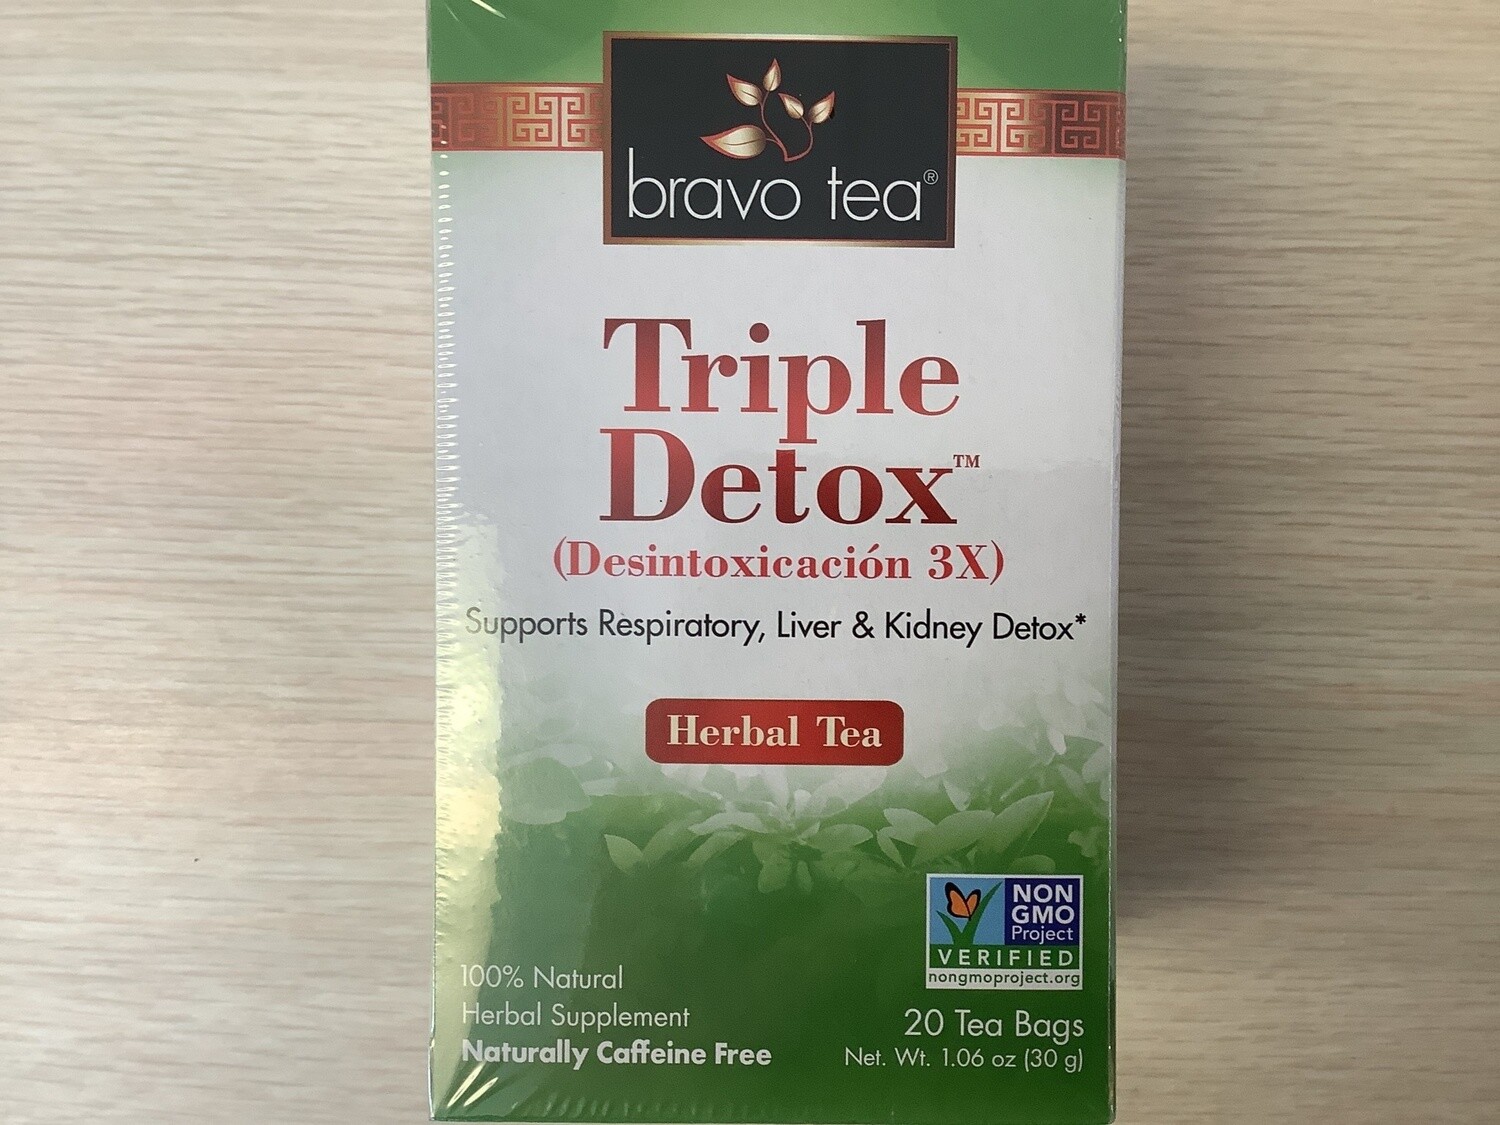 bravo tea®
Triple
Detox™
(Desintoxicación 3X)
Supports Respiratory, Liver & Kidney Detox*
Herbal Tea
NON
GMO
Project
VERIFIED
nongmoproject.org
100% Natural
Herbal Supplement
Naturally Caffeine Free
20 Tea Bags
Net. Wt. 1.06 oz (30 g)